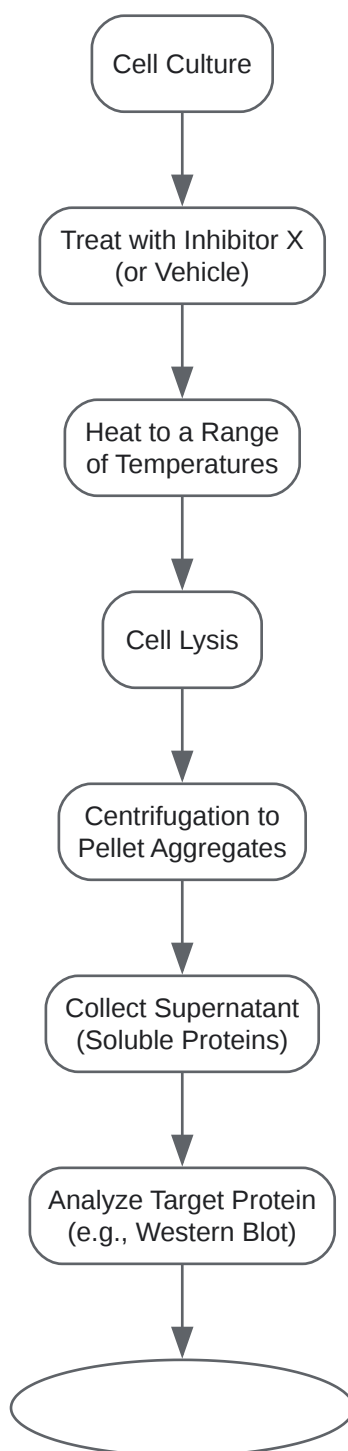 Cell Culture
Treat with Inhibitor X
(or Vehicle)
Heat to a Range
of Temperatures
Cell Lysis
Centrifugation to
Pellet Aggregates
Collect Supernatant
(Soluble Proteins)
Analyze Target Protein
(e.g., Western Blot)